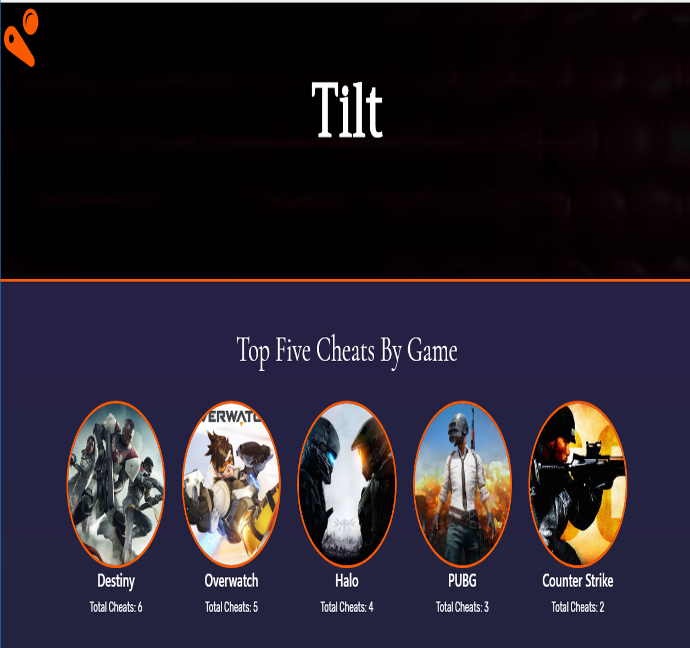 Tilt
Top Five Cheats By Game
VERWATC
Destiny
Overwatch
Halo
PUBG
Counter Strike
Total Cheats: 6
Total Cheats: 5
Total Cheats: 4
Total Cheats: 3
Total Cheats: 2